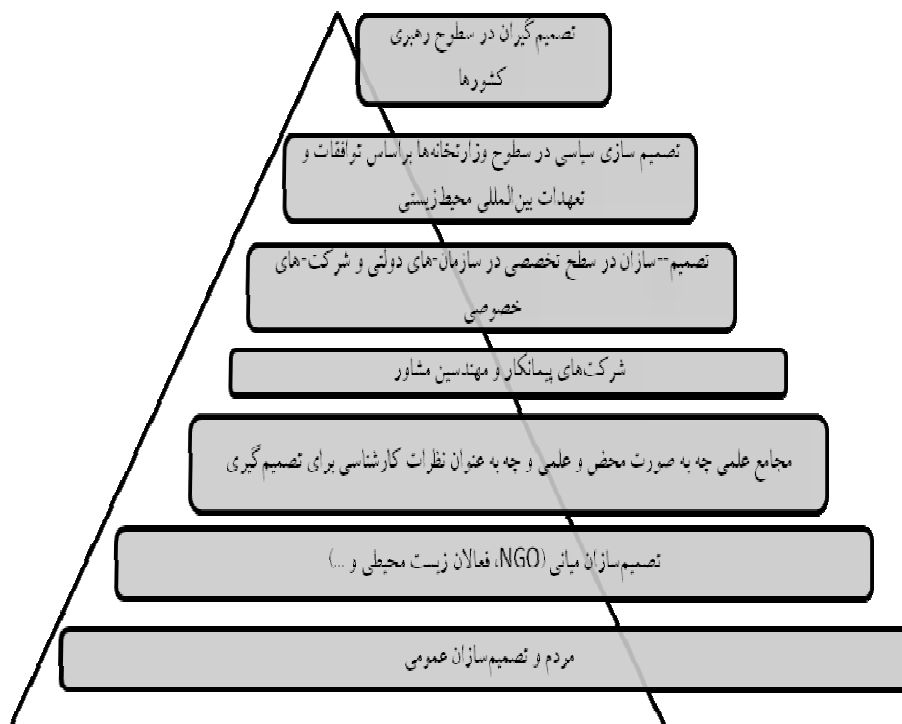 تصمیم‌گیران در سطوح رهبری
کشورها
تصمیم سازی سیاسی در سطوح وزارتخانه‌ها براساس توافقات و
تعهدات بین‌المللی محیط‌زیستی
تصمیم--سازان در سطح تخصصی در سازمان-های دولتی و شرکت-های
خصوصی
شرکت‌های پیمانکار و مهندسین مشاور
مجامع علمی چه به صورت محض و علمی و چه به عنوان نظرات کارشناسی برای تصمیم‌گیری
تصمیم‌سازان میانی (NGO، فعالان زیست محیطی و ...)
مردم و تصمیم‌سازان عمومی